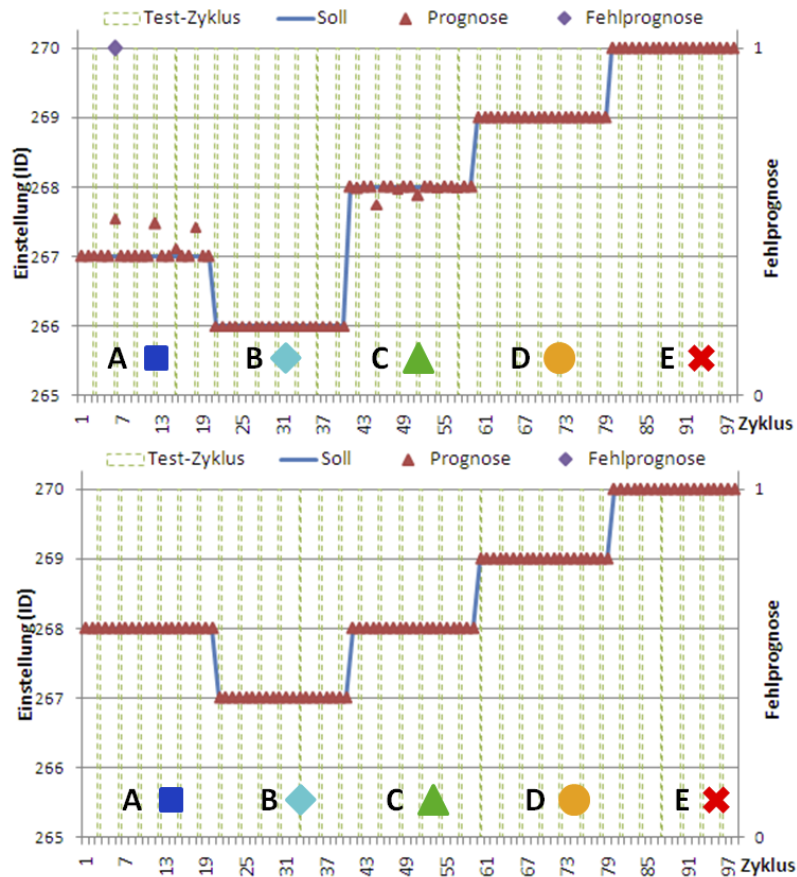 Test-Zyklus Soll Prognose Fehlprognose
270 1
269
268
267
266
265 0
Einstellung (ID)
Fehlprognose
A B C D E
1 7 13 19 25 31 37 43 49 55 61 67 73 79 85 91 97 Zyklus
Test-Zyklus Soll Prognose Fehlprognose
270 1
269
268
267
266
265 0
Einstellung (ID)
Fehlprognose
A B C D E
1 7 13 19 25 31 37 43 49 55 61 67 73 79 85 91 97 Zyklus